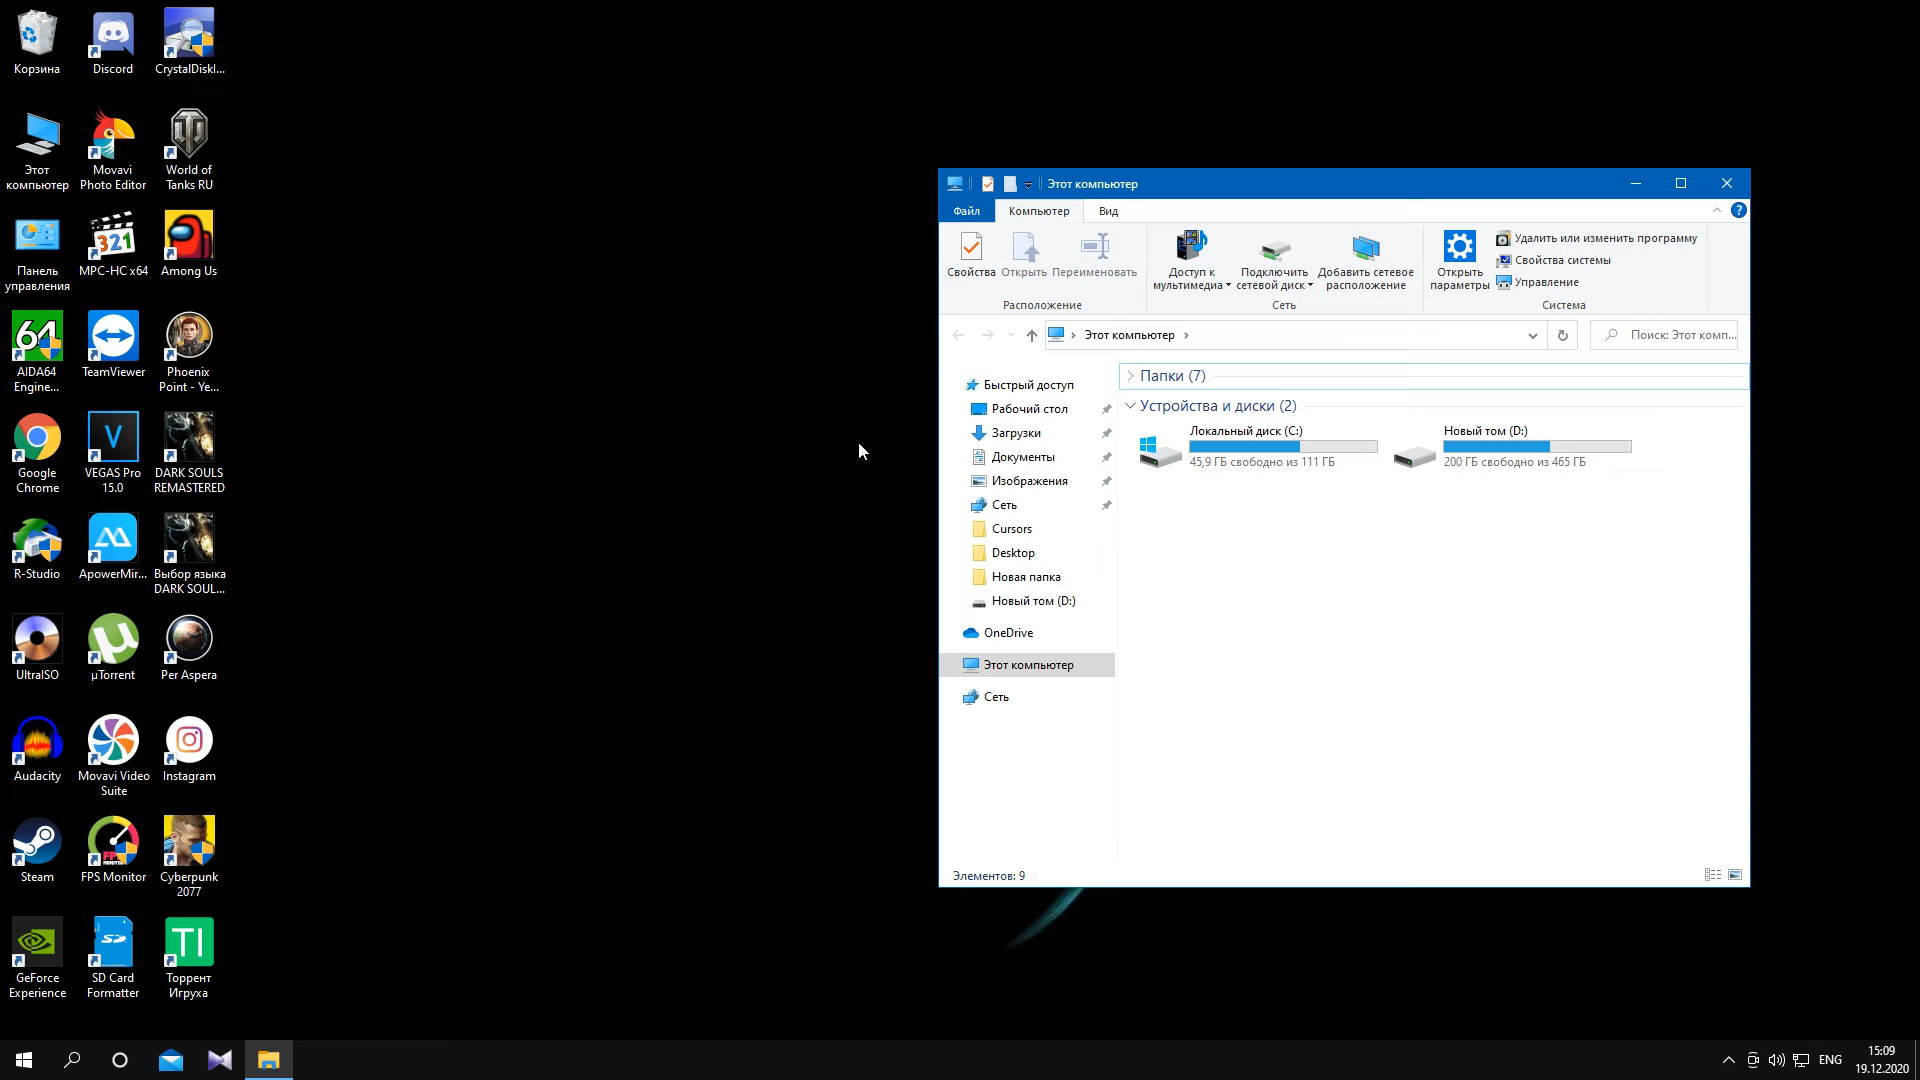 Корзина
Discord
CrystalDiskI...
Этот
компьютер
Movavi
Photo Editor
World of
Tanks RU
Панель
управления
MPC-HC x64
Among Us
AIDA64
Engine...
TeamViewer
Phoenix
Point - Ye...
Google
Chrome
VEGAS Pro
15.0
DARK SOULS
REMASTERED
R-Studio
ApowerMir...
Выбор языка
DARK SOUL...
UltraISO
µTorrent
Per Aspera
Audacity
Movavi Video
Suite
Instagram
Steam
FPS Monitor
Cyberpunk
2077
GeForce
Experience
SD Card
Formatter
Торрент
Игруха
Этот компьютер
Файл
Компьютер
Вид
Свойства
Открыть
Переименовать
Расположение
Доступ к
мультимедиа
Подключить
сетевой диск
Добавить сетевое
расположение
Сеть
Открыть
параметры
Удалить или изменить программу
Свойства системы
Управление
Система
Этот компьютер
Поиск: Этот комп...
Быстрый доступ
Рабочий стол
Загрузки
Документы
Изображения
Сеть
Cursors
Desktop
Новая папка
Новый том (D:)
OneDrive
Этот компьютер
Сеть
Папки (7)
Устройства и диски (2)
Локальный диск (C:)
45,9 ГБ свободно из 111 ГБ
Новый том (D:)
200 ГБ свободно из 465 ГБ
Элементов: 9
ENG
15:09
19.12.2020